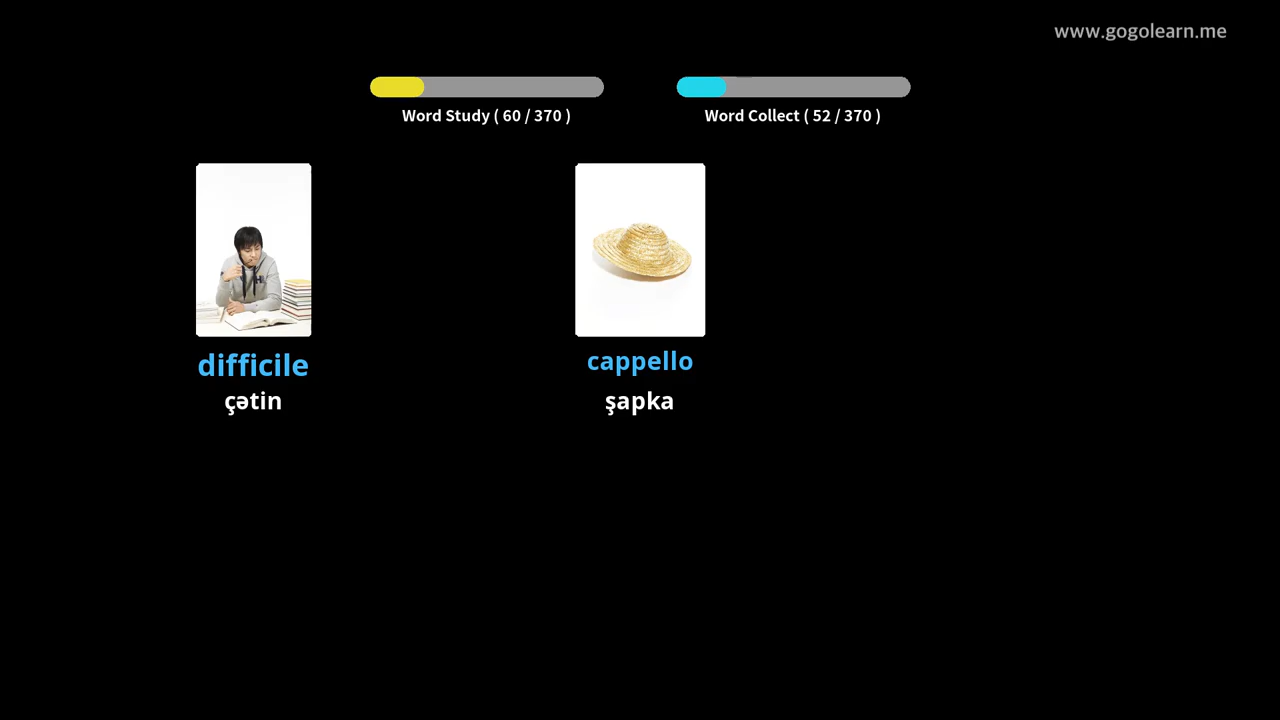 www.gogolearn.me
Word Study ( 60 / 370 )
Word Collect ( 52 / 370 )
difficile
çətin
cappello
şapka